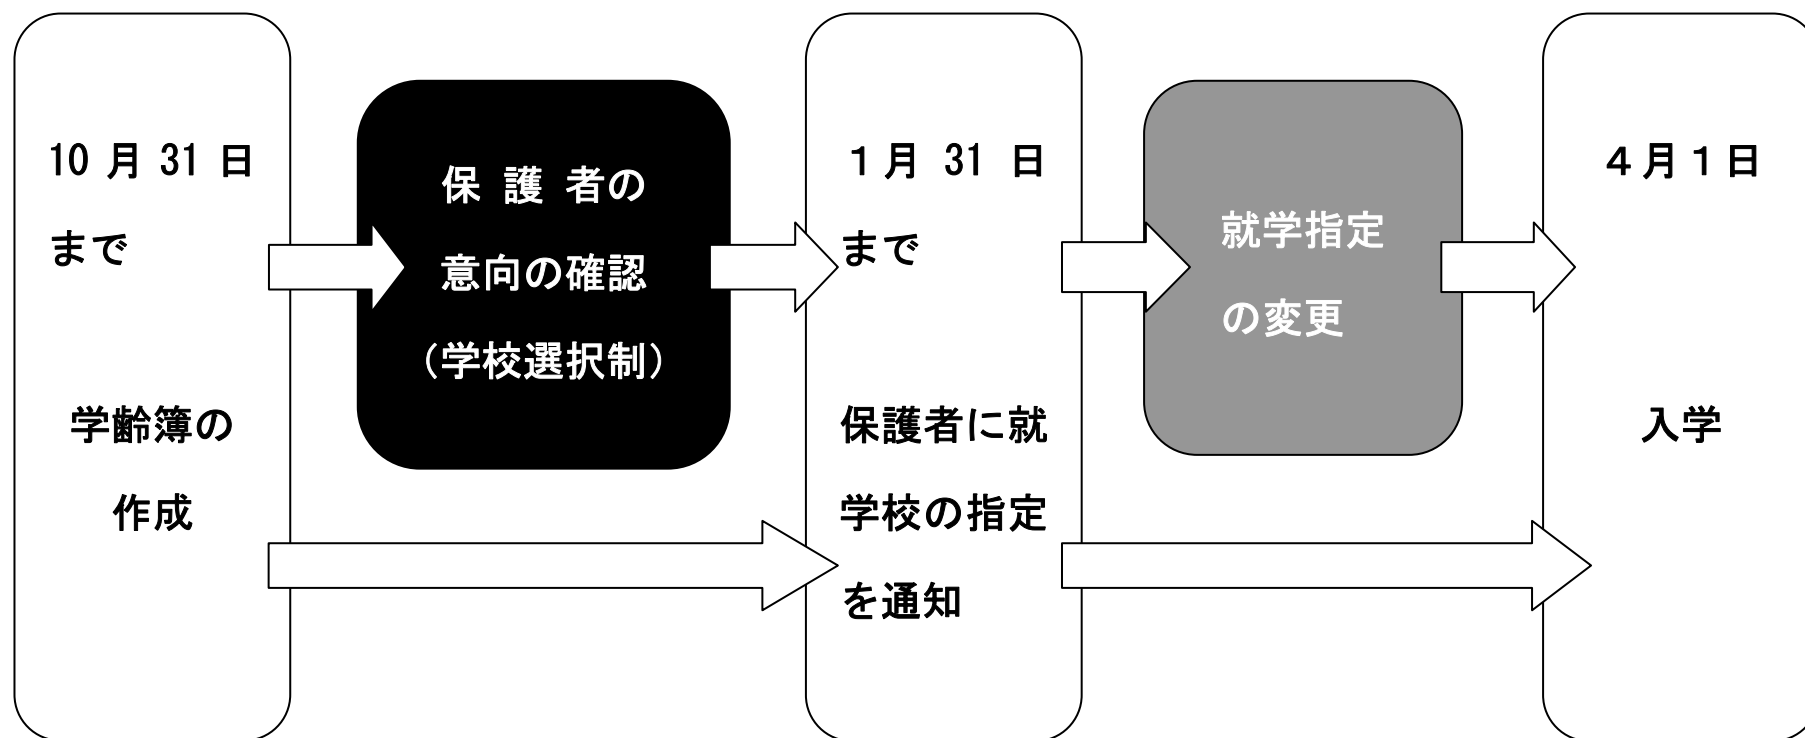 10 月 31 日
まで
学齢簿の
作成
保 護 者の
意向の確認
（学校選択制）
１月 31 日
まで
保護者に就
学校の指定
を通知
就学指定
の変更
４月１日
入学